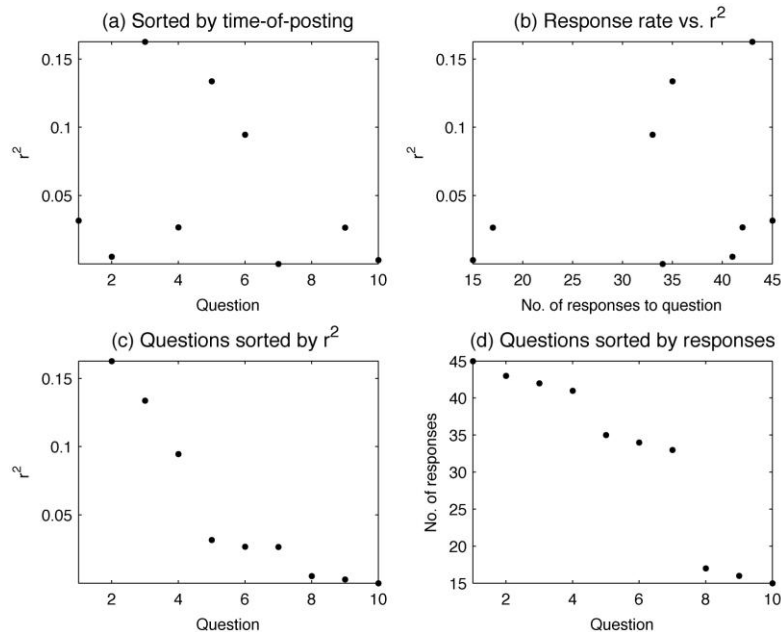 (a) Sorted by time-of-posting
0.15
0.1
0.05
r²
2 4 6 8 10
Question
(b) Response rate vs. r²
0.15
0.1
0.05
r²
15 20 25 30 35 40 45
No. of responses to question
(c) Questions sorted by r²
0.15
0.1
0.05
r²
2 4 6 8 10
Question
(d) Questions sorted by responses
45
40
35
30
25
20
15
No. of responses
2 4 6 8 10
Question